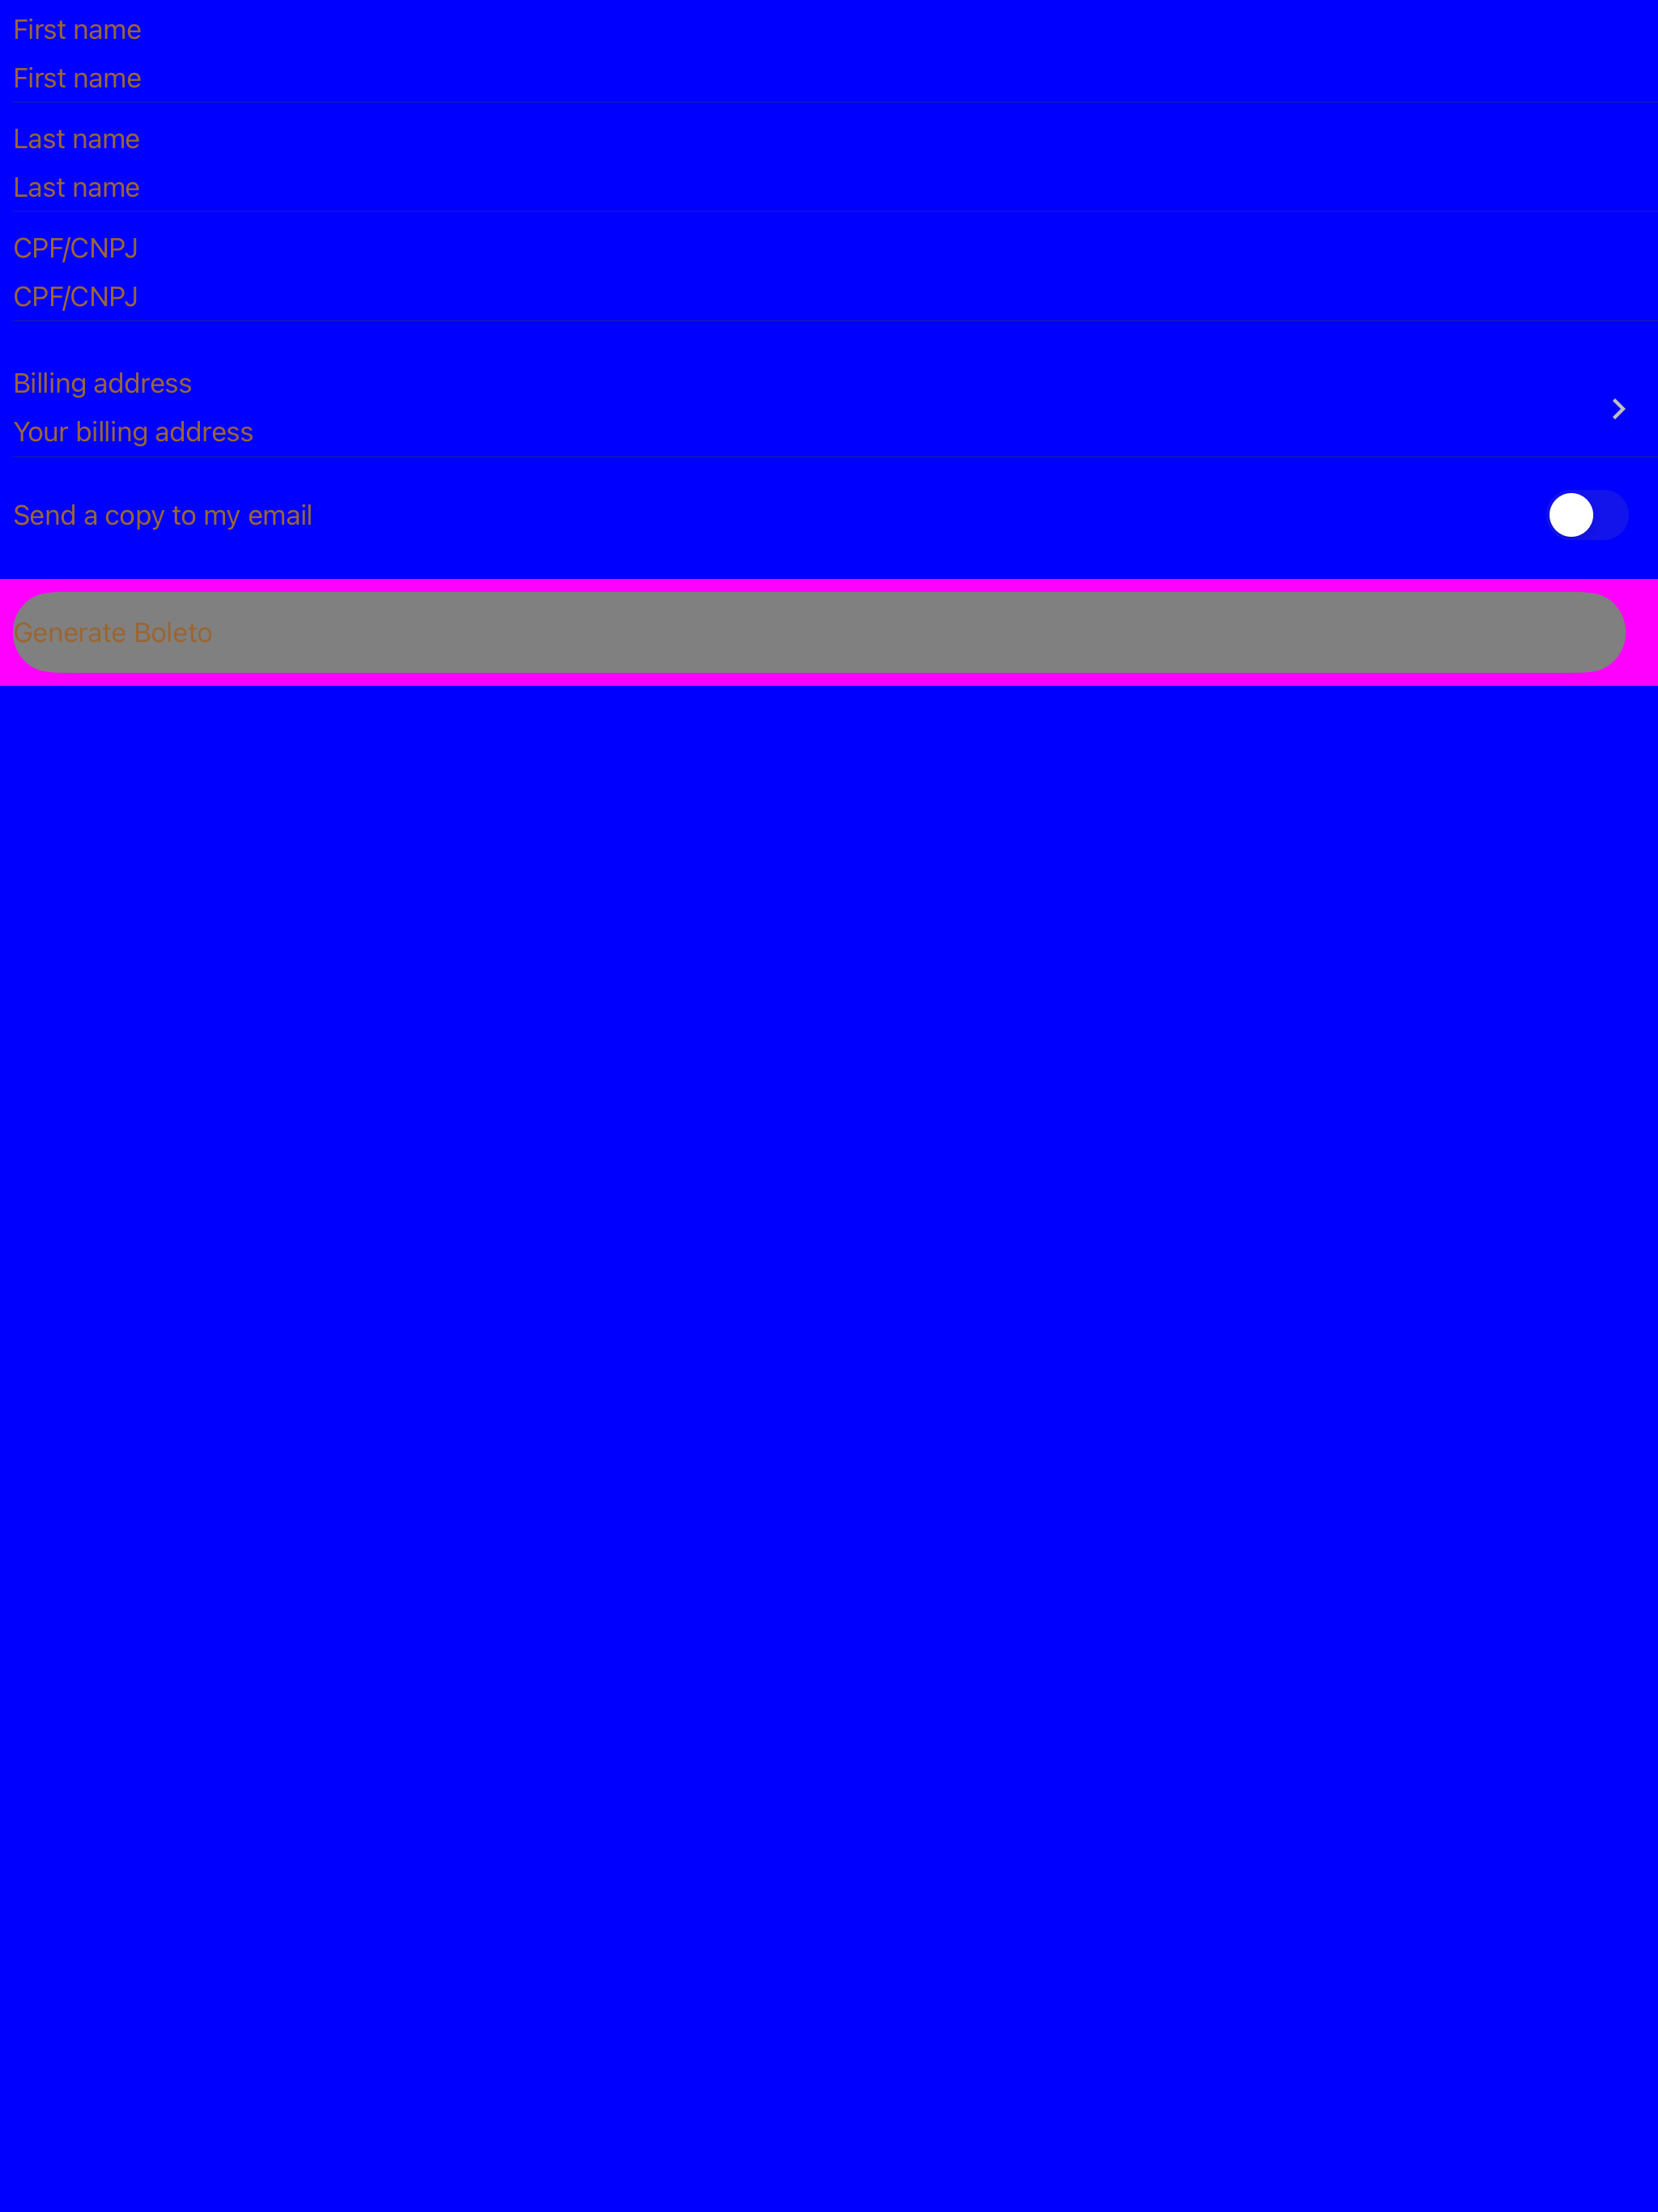 First name
First name
Last name
Last name
CPF/CNPJ
CPF/CNPJ
Billing address
Your billing address
Send a copy to my email
Generate Boleto